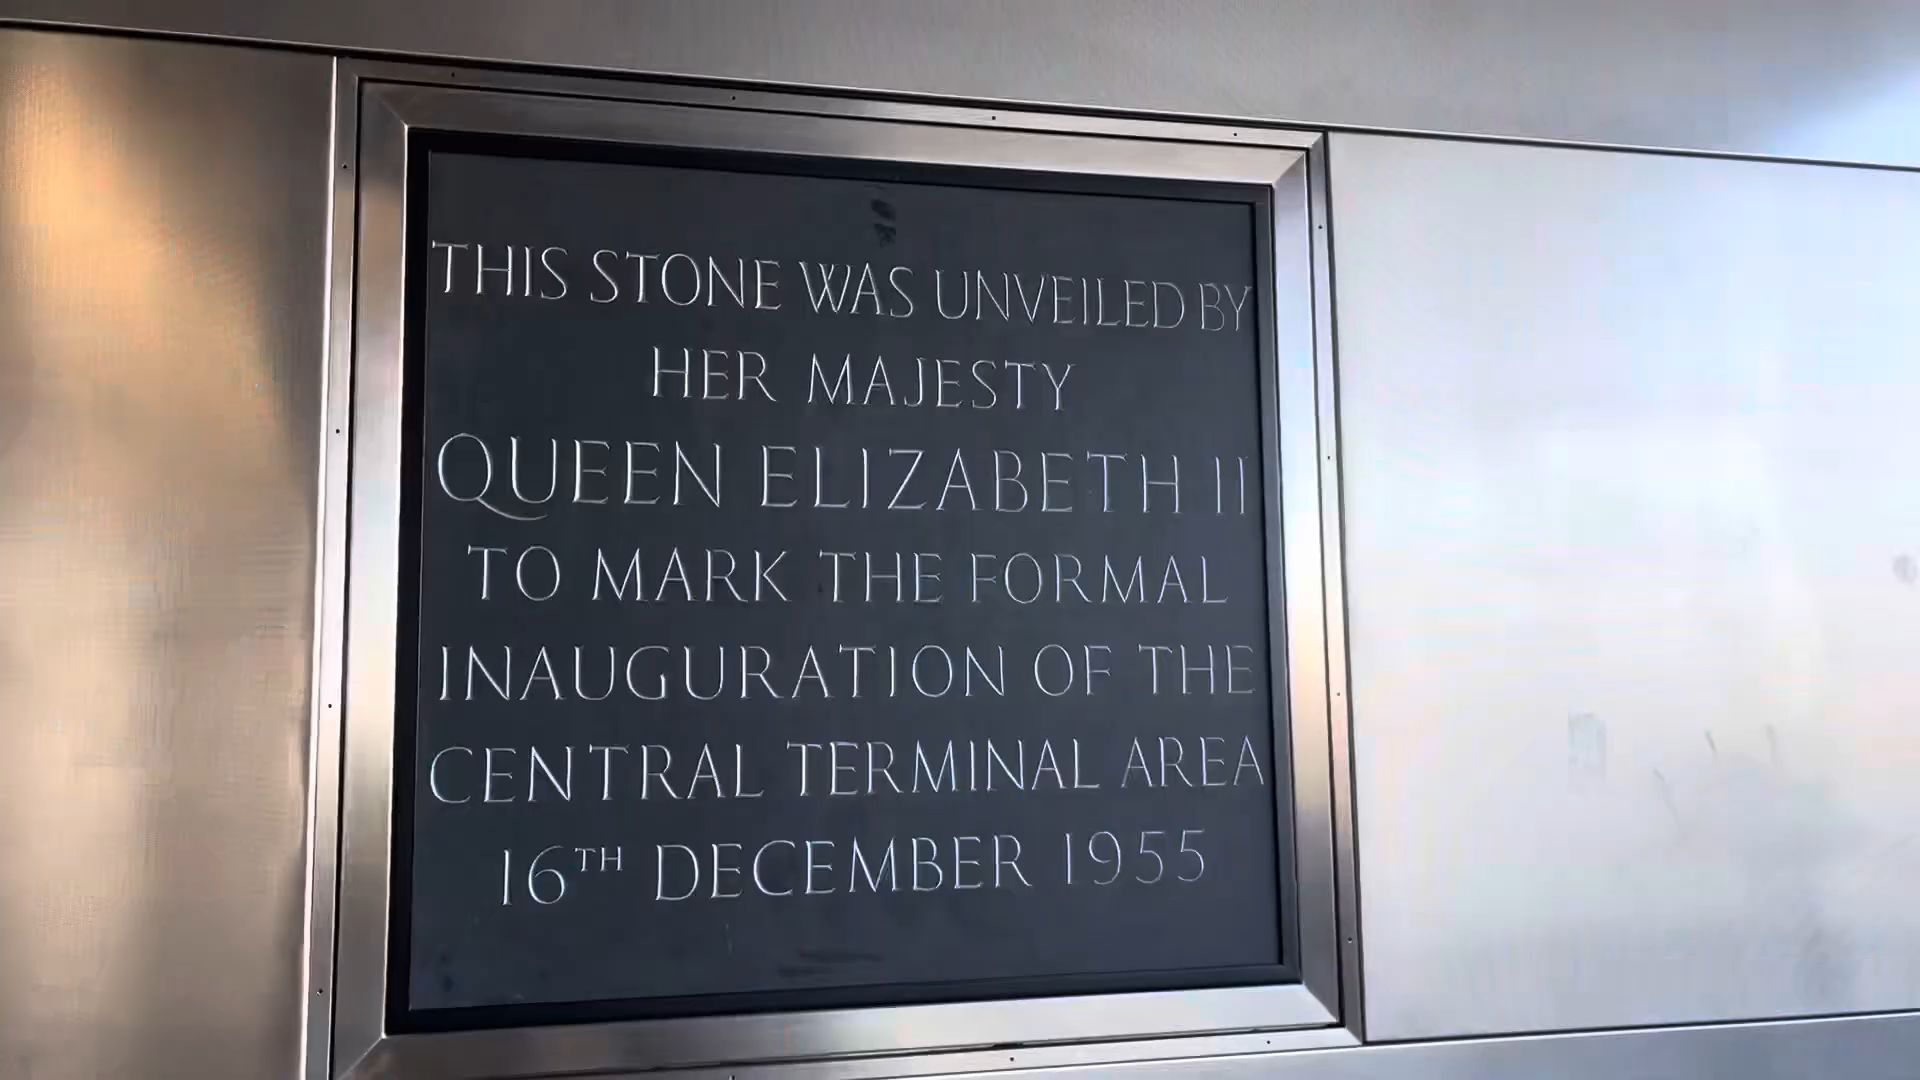 THIS STONE WAS UNVEILED BY
HER MAJESTY
QUEEN ELIZABETH II
TO MARK THE FORMAL
INAUGURATION OF THE
CENTRAL TERMINAL AREA
16TH DECEMBER 1955